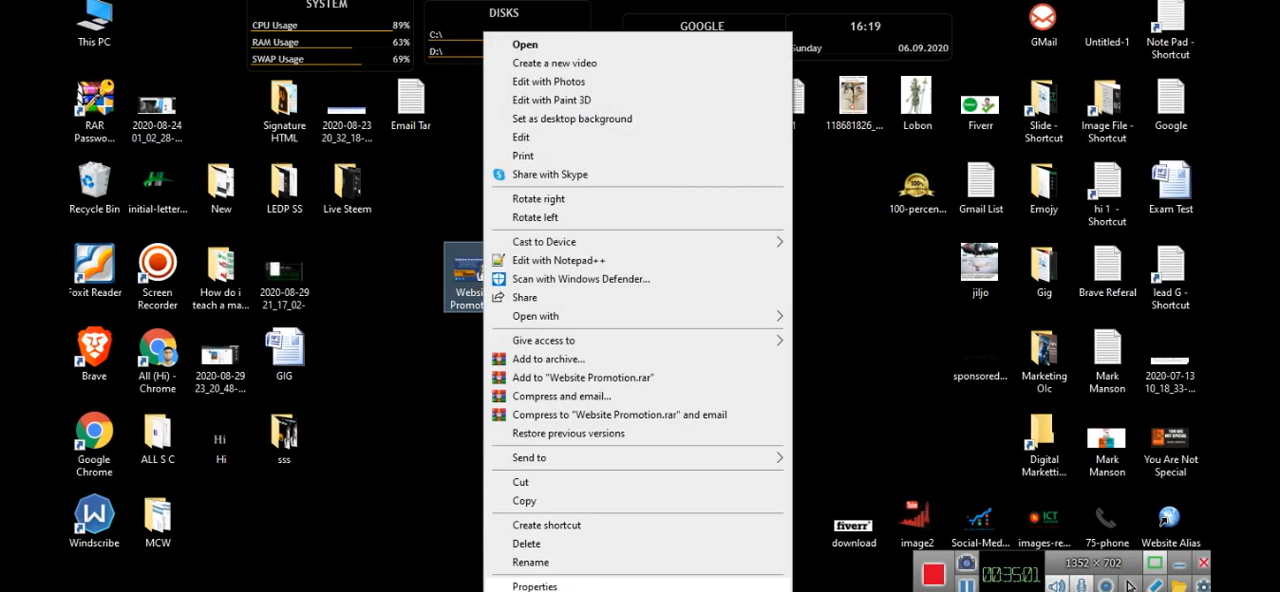 SYSTEM
CPU Usage 89%
RAM Usage 63%
SWAP Usage 69%
DISKS
C:\
D:\
GOOGLE
16:19
Sunday 06.09.2020
This PC
RAR
Passwo...
2020-08-24
01_02_28-...
Signature
HTML
2020-08-23
20_32_18-...
Email Tar
Recycle Bin
initial-letter...
New
LEDP SS
Live Steem
Foxit Reader
Screen
Recorder
How do i
teach a ma...
2020-08-29
21_17_02-
Websi
Promot
Brave
All (Hi) -
Chrome
2020-08-29
23_20_48-...
GIG
Google
Chrome
ALL S C
Hi
Hi
sss
Windscribe
MCW
Open
Create a new video
Edit with Photos
Edit with Paint 3D
Set as desktop background
Edit
Print
Share with Skype
Rotate right
Rotate left
Cast to Device
Edit with Notepad++
Scan with Windows Defender...
Share
Open with
Give access to
Add to archive...
Add to "Website Promotion.rar"
Compress and email...
Compress to "Website Promotion.rar" and email
Restore previous versions
Send to
Cut
Copy
Create shortcut
Delete
Rename
Properties
GMail
Untitled-1
Note Pad -
Shortcut
1
118681826_...
Lobon
Fiverr
Slide -
Shortcut
Image File -
Shortcut
Google
100-percen...
Gmail List
Emojy
hi 1 -
Shortcut
Exam Test
jiljo
Gig
Brave Referal
lead G -
Shortcut
sponsored...
Marketing
Olc
Mark
Manson
2020-07-13
10_18_33-...
Digital
Marketti...
Mark
Manson
You Are Not
Special
fiverr
download
image2
Social-Med...
ICT
images-re...
75-phone
Website Alias
00:35:01
1352 × 702